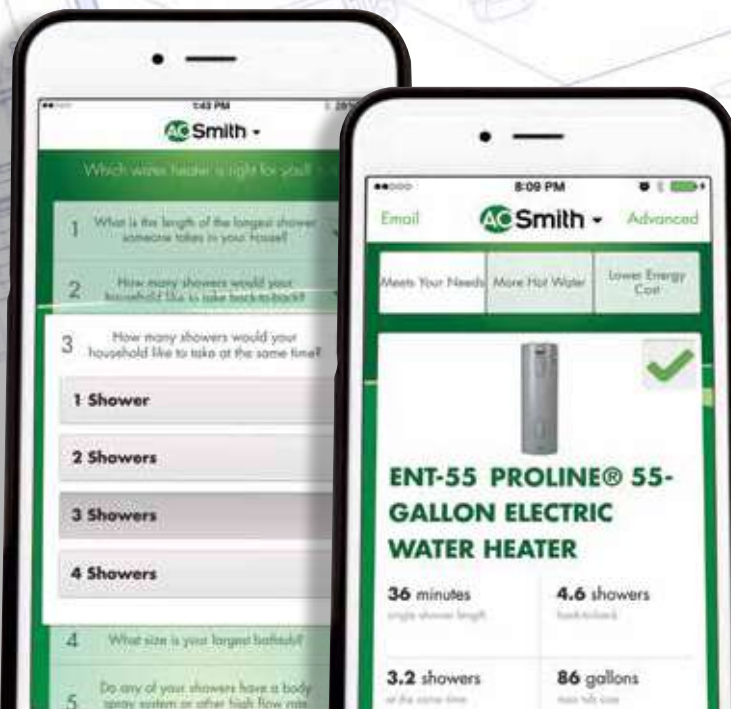 1:43 PM
AOSmith
Which water heater is right for you?
1 What is the length of the longest shower
someone takes in your house?
2 How many showers would your
household like to take back-to-back?
3 How many showers would your
household like to take at the same time?
1 Shower
2 Showers
3 Showers
4 Showers
4 What size is your largest bathtub?
5 Do any of your showers have a body
spray system or other high flow rate
8:09 PM
Email
AOSmith
Advanced
Meets Your Needs
More Hot Water
Lower Energy
Cost
ENT-55 PROLINE® 55-
GALLON ELECTRIC
WATER HEATER
36 minutes
single shower length
4.6 showers
back-to-back
3.2 showers
at the same time
86 gallons
max tub size